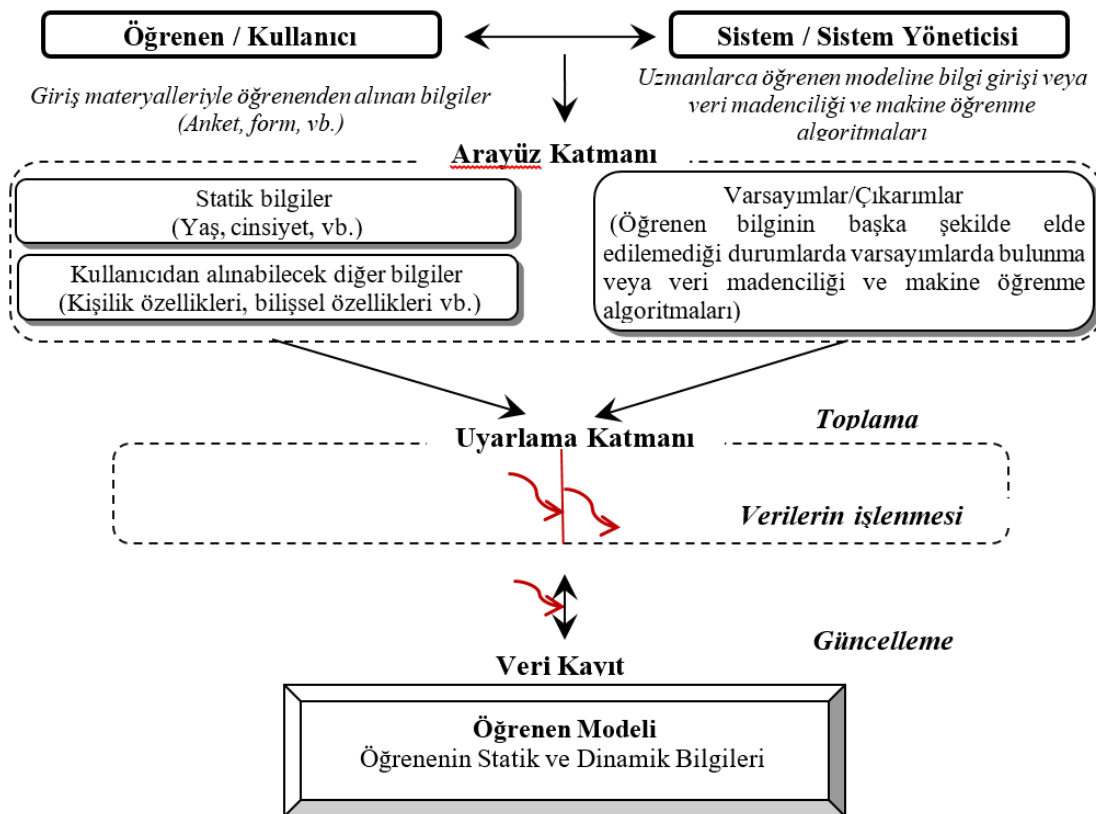 Öğrenen / Kullanıcı
Sistem / Sistem Yöneticisi
Giriş materyalleriyle öğrenenden alınan bilgiler
(Anket, form, vb.)
Uzmanlarca öğrenen modeline bilgi girişi veya
veri madenciliği ve makine öğrenme
algoritmaları
Arayüz Katmanı
Statik bilgiler
(Yaş, cinsiyet, vb.)
Kullanıcıdan alınabilecek diğer bilgiler
(Kişilik özellikleri, bilişsel özellikleri vb.)
Varsayımlar/Çıkarımlar
(Öğrenen bilginin başka şekilde elde
edilemediği durumlarda varsayımlarda bulunma
veya veri madenciliği ve makine öğrenme
algoritmaları)
Toplama
Uyarlama Katmanı
Verilerin işlenmesi
Güncelleme
Veri Kayıt
Öğrenen Modeli
Öğrenenin Statik ve Dinamik Bilgileri